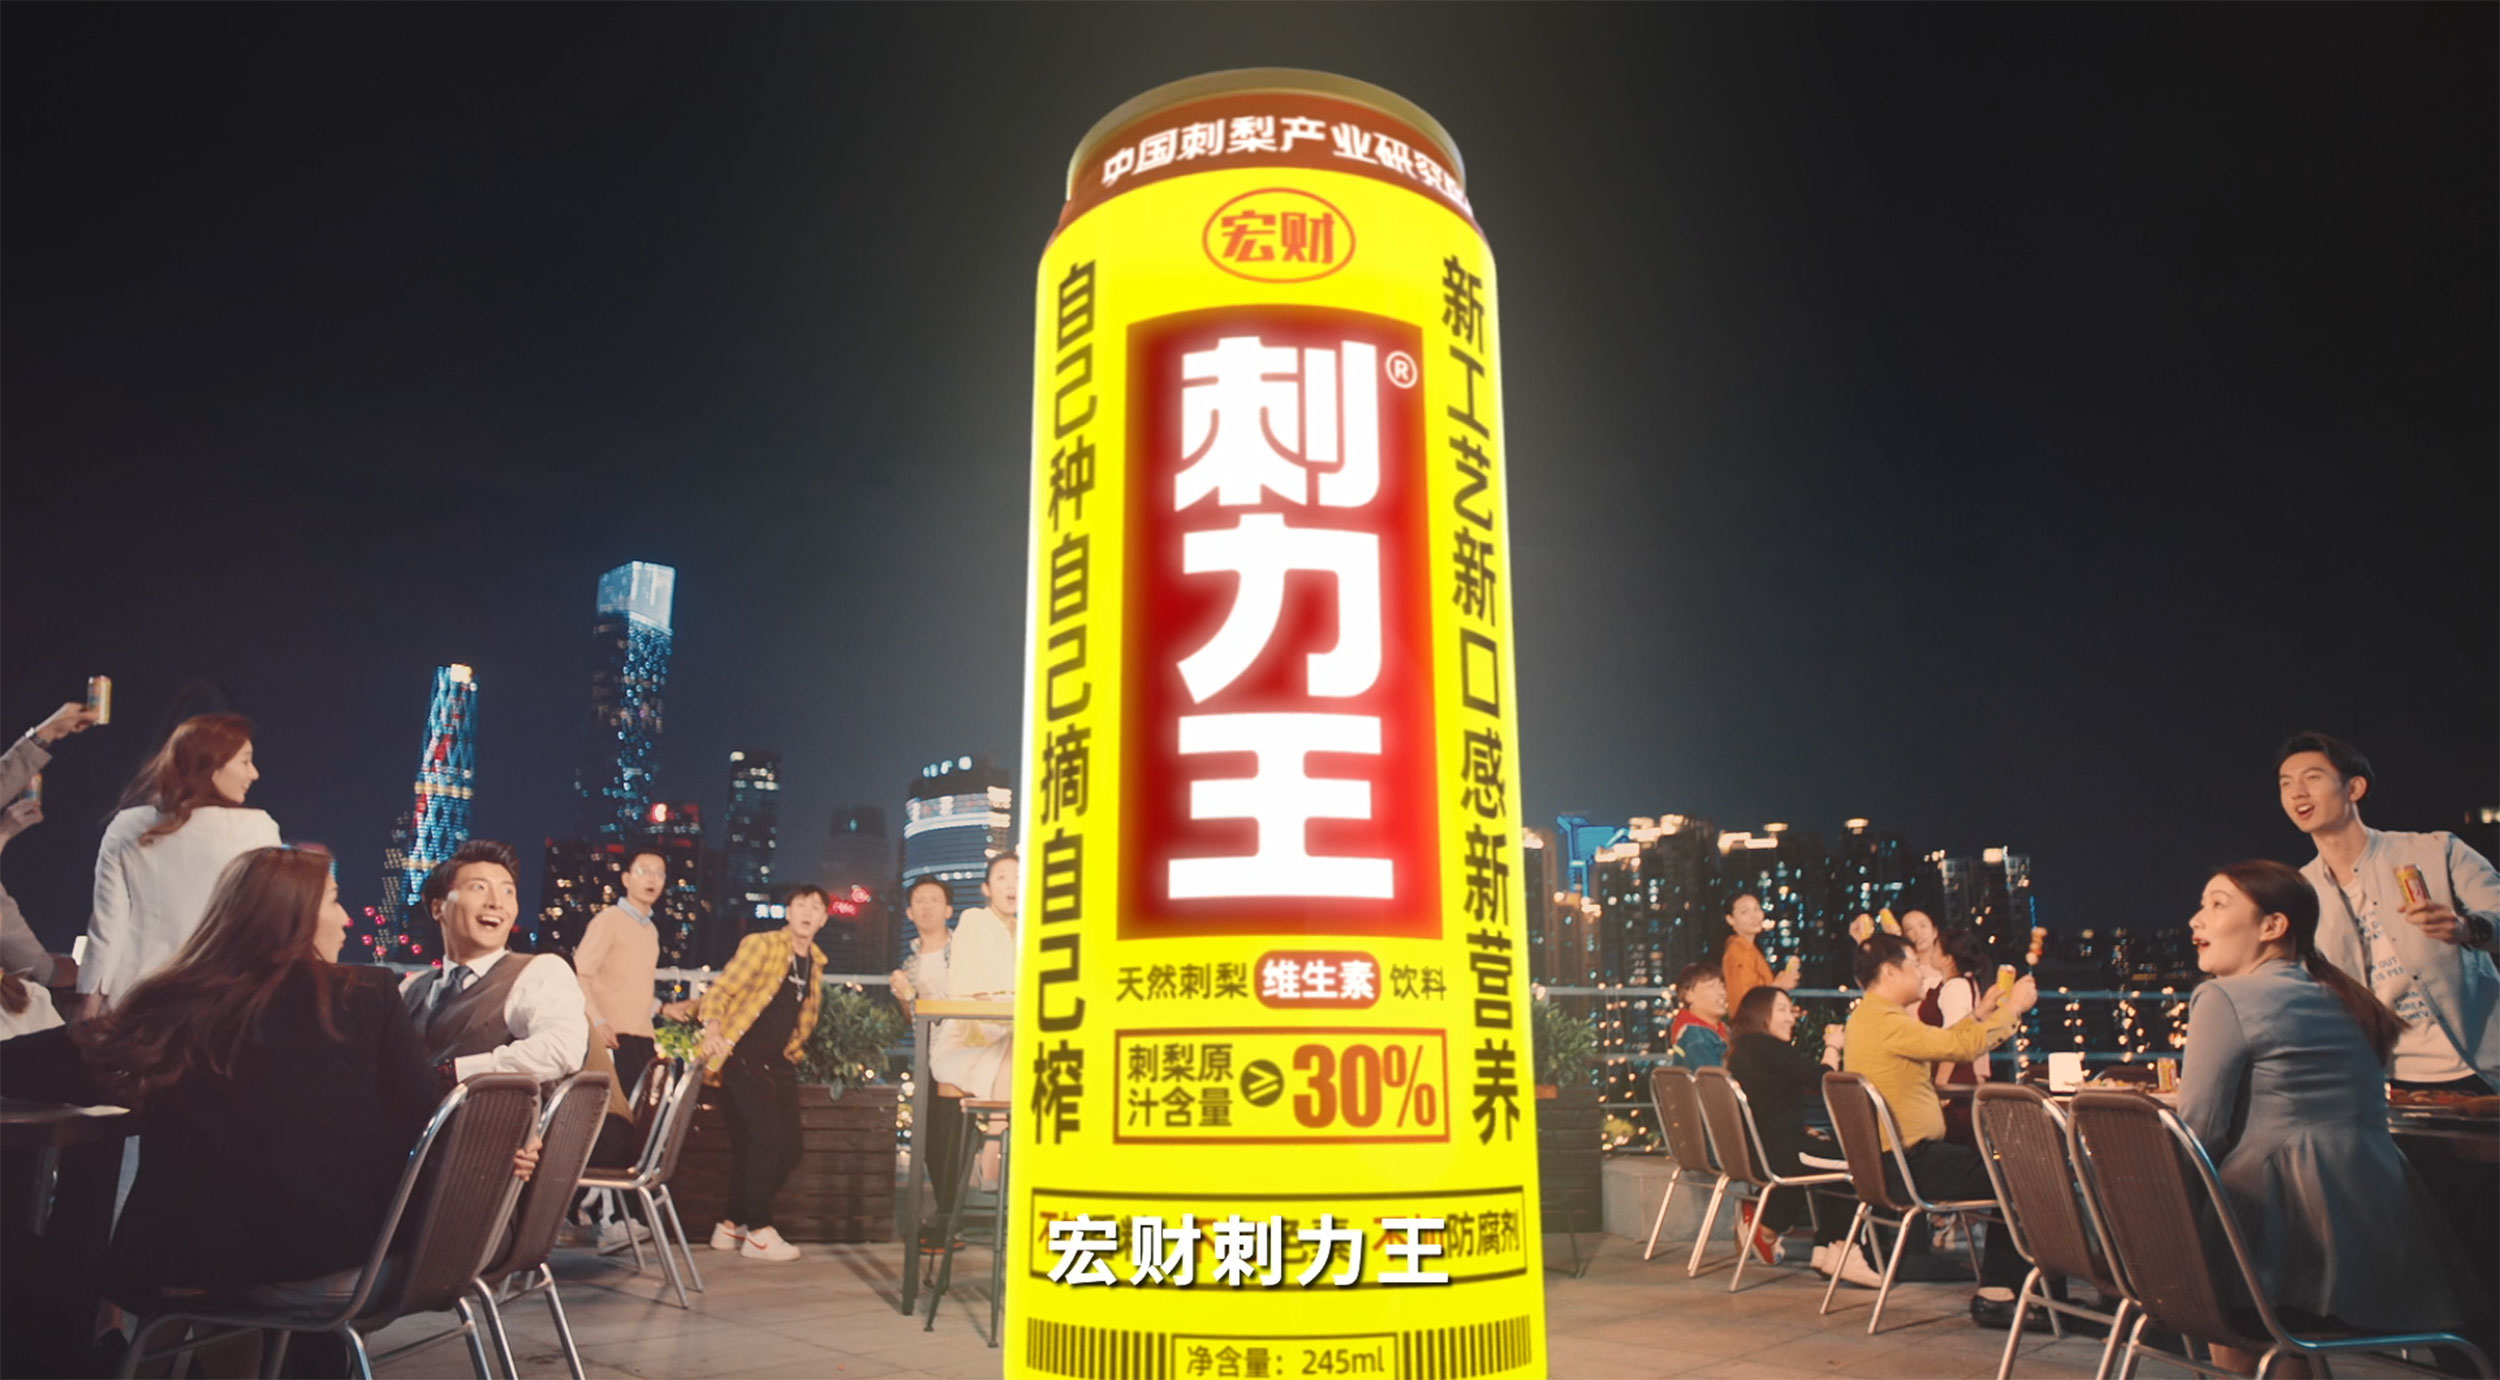 中国刺梨产业研究
宏财
自己种自己摘自己榨
刺力王®
新工艺新口感新营养
天然刺梨 维生素 饮料
刺梨原
汁含量
≥30%
防腐剂
宏财刺力王
净含量：245ml